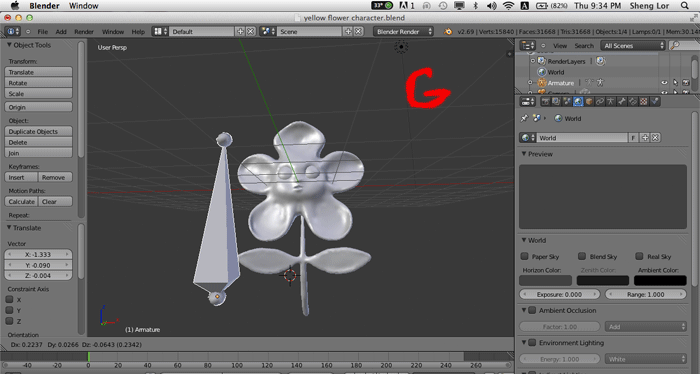 Blender Window 33° 1 (82%) Thu 9:34 PM Sheng Lor
yellow flower character.blend
File Add Render Window Help Default Scene Blender Render v2.69 | Verts:15840 | Faces:31668 | Tris:31668 | Objects:1/4
Object Tools
Transform:
Translate
Rotate
Scale
Origin
Object:
Duplicate Objects
Delete
Join
Keyframes:
Insert Remove
Motion Paths:
Calculate Clear
Repeat:
Translate
Vector
X: -1.333
Y: -0.090
Z: -0.004
Constraint Axis
X
Y
Z
Orientation
User Persp
G
(1) Armature
Dx: 0.2237 Dy: 0.0266 Dz: -0.0643 (0.2342)
-40 -20 0 20 40 60 80 100 120 140 160 180 200 220 240 260
View Search All Scenes
RenderLayers
World
Armature
World
World F
Preview
World
Paper Sky Blend Sky Real Sky
Horizon Color: Zenith Color: Ambient Color:
Exposure: 0.000 Range: 1.000
Ambient Occlusion
Factor: 1.00 Add
Environment Lighting
Energy: 1.000 White